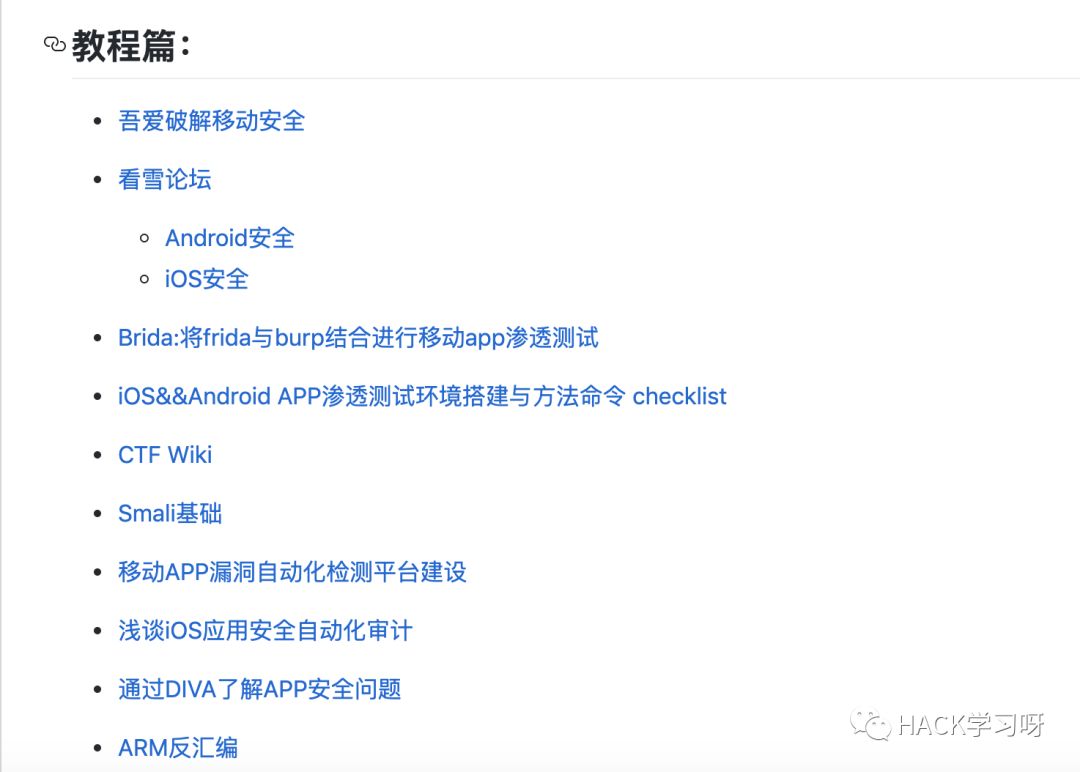 教程篇：
吾爱破解移动安全
看雪论坛
Android安全
iOS安全
Brida:将frida与burp结合进行移动app渗透测试
iOS&&Android APP渗透测试环境搭建与方法命令 checklist
CTF Wiki
Smali基础
移动APP漏洞自动化检测平台建设
浅谈iOS应用安全自动化审计
通过DIVA了解APP安全问题
HACK学习呀
ARM反汇编